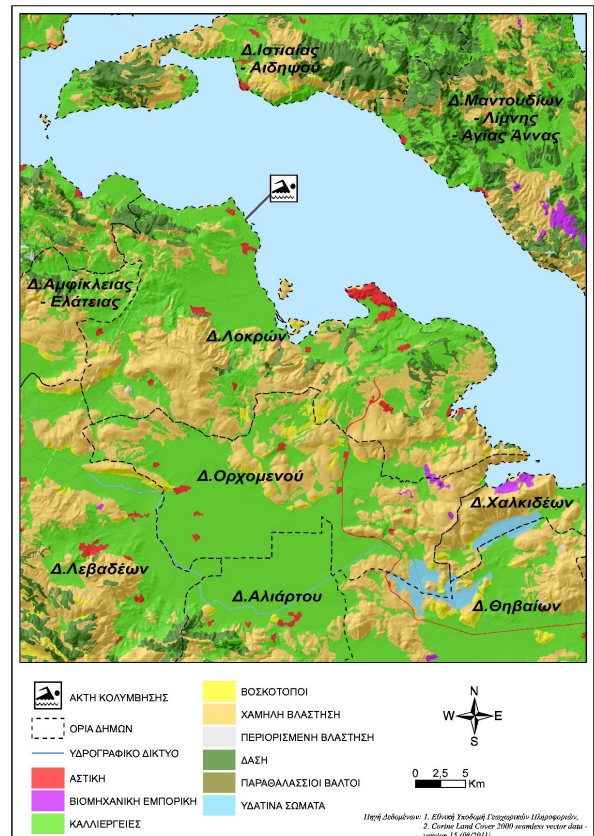 Δ.Ιστιαίας
- Αιδηψού
Δ.Μαντουδίων
- Λίμνης
- Αγίας Άννας
Δ.Αμφίκλειας
- Ελάτειας
Δ.Λοκρών
Δ.Ορχομενού
Δ.Χαλκιδέων
Δ.Λεβαδέων
Δ.Αλιάρτου
Δ.Θηβαίων
ΑΚΤΗ ΚΟΛΥΜΒΗΣΗΣ
ΟΡΙΑ ΔΗΜΩΝ
ΥΔΡΟΓΡΑΦΙΚΟ ΔΙΚΤΥΟ
ΑΣΤΙΚΗ
ΒΙΟΜΗΧΑΝΙΚΗ ΕΜΠΟΡΙΚΗ
ΚΑΛΛΙΕΡΓΕΙΕΣ
ΒΟΣΚΟΤΟΠΟΙ
ΧΑΜΗΛΗ ΒΛΑΣΤΗΣΗ
ΠΕΡΙΟΡΙΣΜΕΝΗ ΒΛΑΣΤΗΣΗ
ΔΑΣΗ
ΠΑΡΑΘΑΛΑΣΣΙΟΙ ΒΑΛΤΟΙ
ΥΔΑΤΙΝΑ ΣΩΜΑΤΑ
N
W E
S
0 2,5 5
Km
Πηγή Δεδομένων: 1. Εθνική Υποδομή Γεωχωρικών Πληροφοριών,
2. Corine Land Cover 2000 seamless vector data -
version 15 (08/2011)